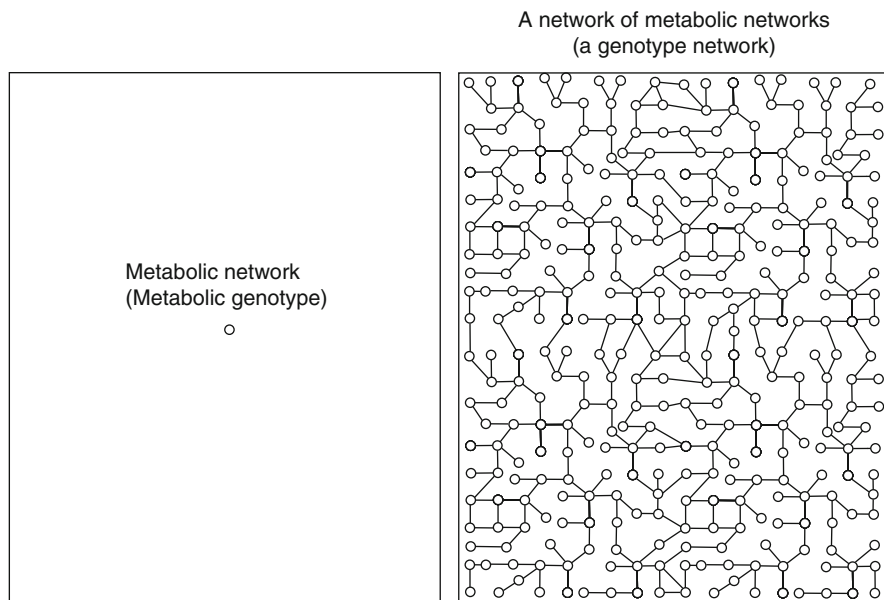 A network of metabolic networks
(a genotype network)
Metabolic network
(Metabolic genotype)